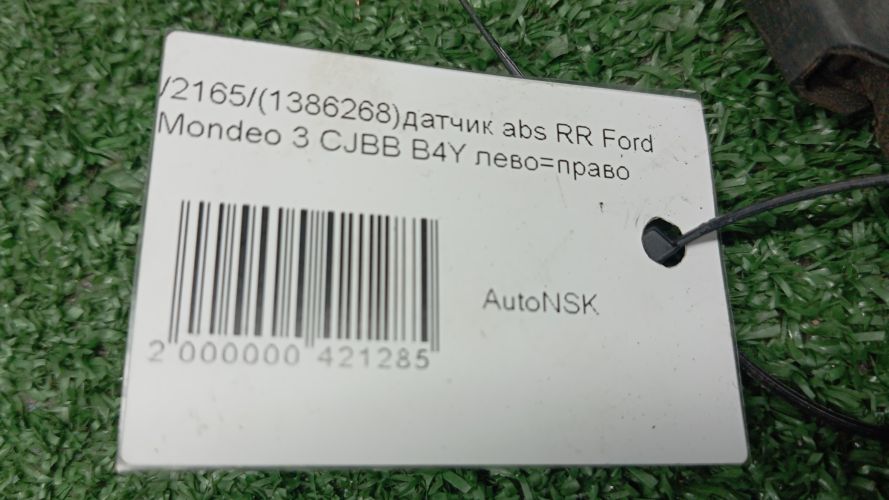 /2165/(1386268)датчик abs RR Ford
Mondeo 3 CJBB B4Y лево=право
AutoNSK
2 000000 421285